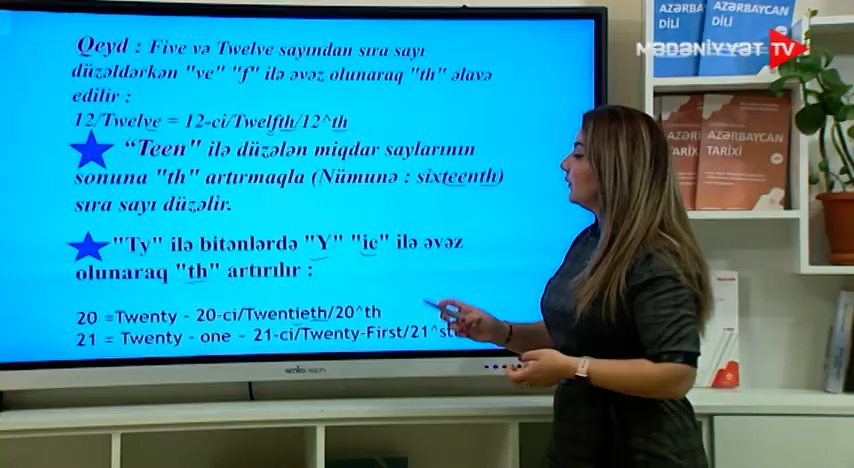 Qeyd : Five və Twelve sayından sıra sayı
düzəldərkən "ve" "f" ilə əvəz olunaraq "th" əlavə
edilir :
12/Twelve = 12-ci/Twelfth/12^th
"Teen" ilə düzələn miqdar saylarının
sonuna "th" artırmaqla (Nümunə : sixteenth)
sıra sayı düzəlir.
"Ty" ilə bitənlərdə "Y" "ie" ilə əvəz
olunaraq "th" artırılır :
20 =Twenty - 20-ci/Twentieth/20^th
21 = Twenty - one - 21-ci/Twenty-First/21^st
MƏDƏNİYYƏT TV
AZƏRBA
DİLİ
AZƏRBAYCAN
DİLİ
AZƏRB
TARİX
AZƏRBAYCAN
TARİXİ